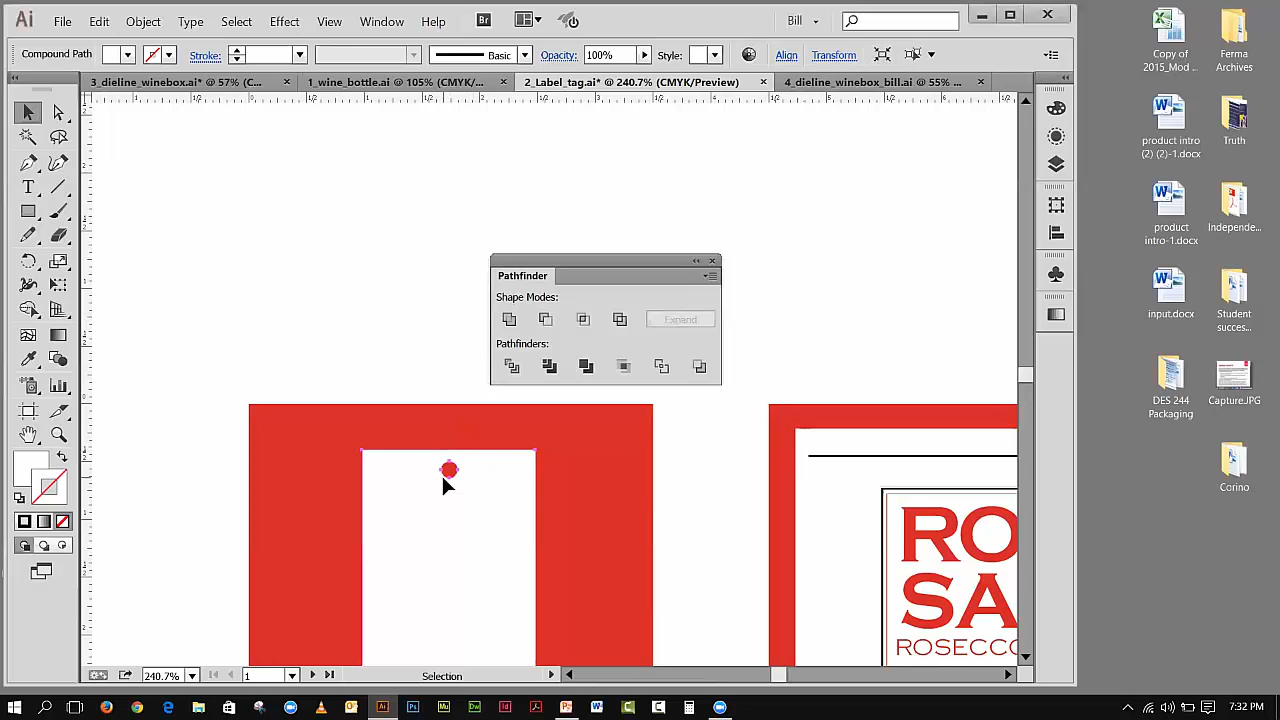 Ai File Edit Object Type Select Effect View Window Help Br Bill
Compound Path Stroke: Basic Opacity: 100% Style: Align Transform
3_dieline_winebox.ai* @ 57% (C... 1_wine_bottle.ai @ 105% (CMYK/... 2_Label_tag.ai* @ 240.7% (CMYK/Preview) 4_dieline_winebox_bill.ai @ 55% ...
Pathfinder
Shape Modes:
Expand
Pathfinders:
RO
SA
ROSECCO
240.7% 1 Selection
Copy of
2015_Mod ...
Ferma
Archives
product intro
(2) (2)-1.docx
Truth
product
intro-1.docx
Independe...
input.docx
Student
succes...
DES 244
Packaging
Capture.JPG
Corino
7:32 PM